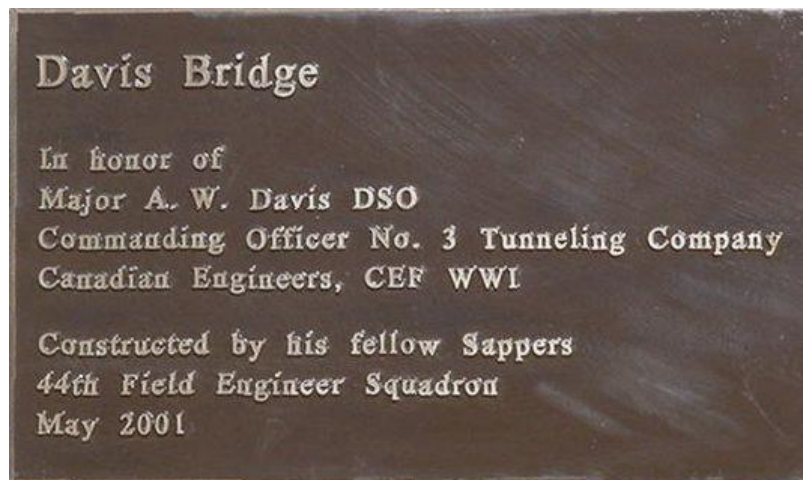 Davis Bridge
In honor of
Major A. W. Davis DSO
Commanding Officer No. 3 Tunneling Company
Canadian Engineers, CEF WWI
Constructed by his fellow Sappers
44th Field Engineer Squadron
May 2001